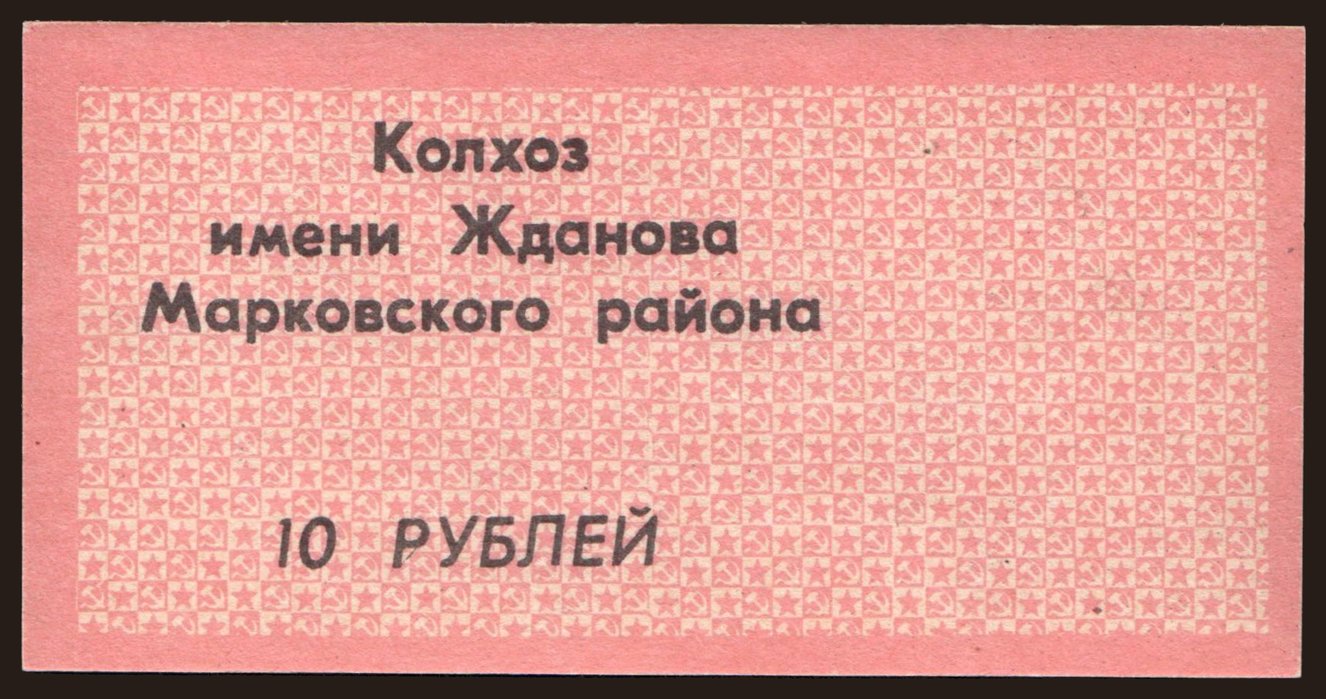 Колхоз
имени Жданова
Марковского района
10 РУБЛЕЙ